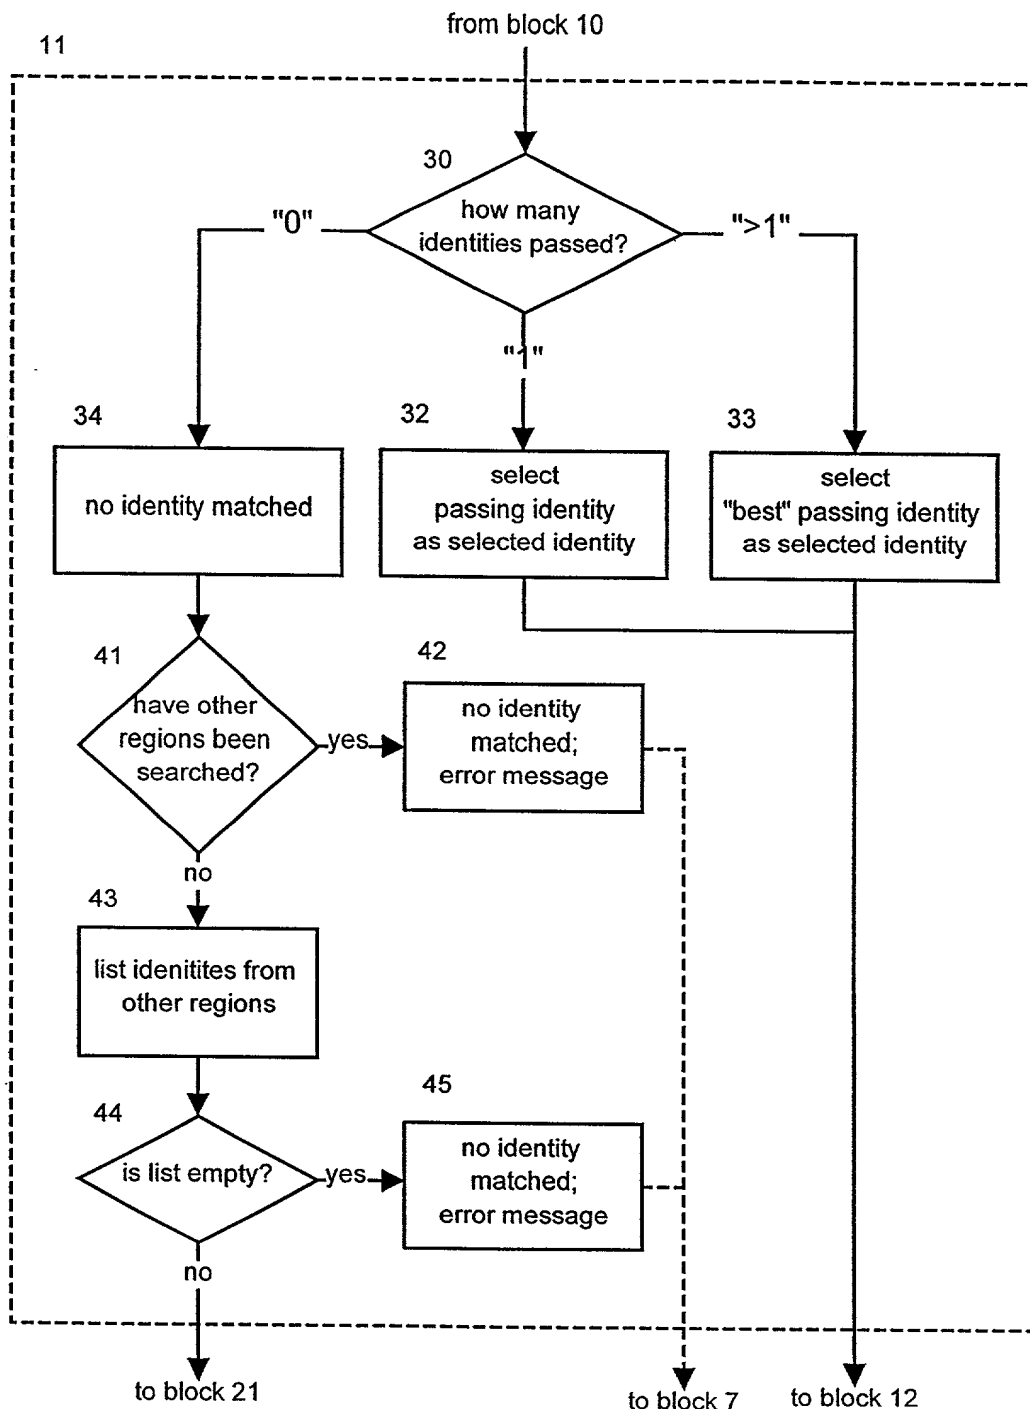 from block 10
11
30
how many
identities passed?
"0"
">1"
"1"
34
32
33
no identity matched
select
passing identity
as selected identity
select
"best" passing identity
as selected identity
41
have other
regions been
searched?
yes
42
no identity
matched;
error message
no
43
list idenitites from
other regions
44
is list empty?
yes
45
no identity
matched;
error message
no
to block 21
to block 7
to block 12